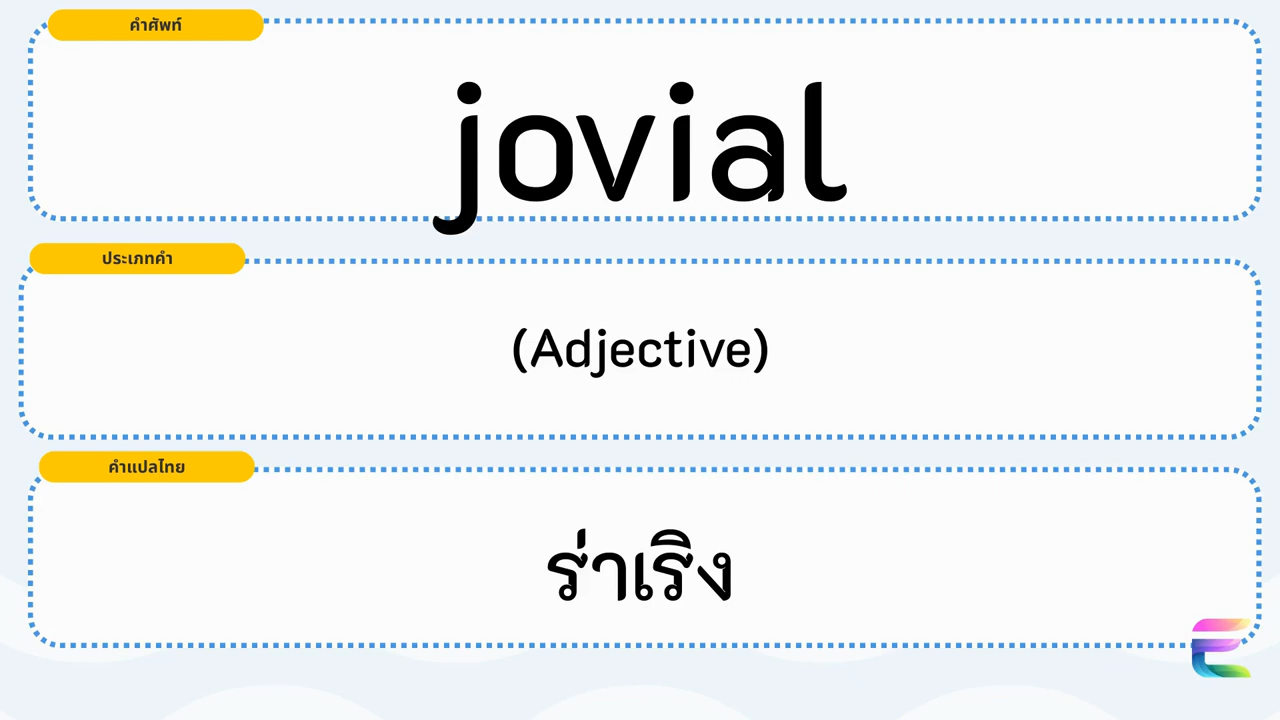 คำศัพท์
jovial
ประเภทคำ
(Adjective)
คำแปลไทย
ร่าเริง